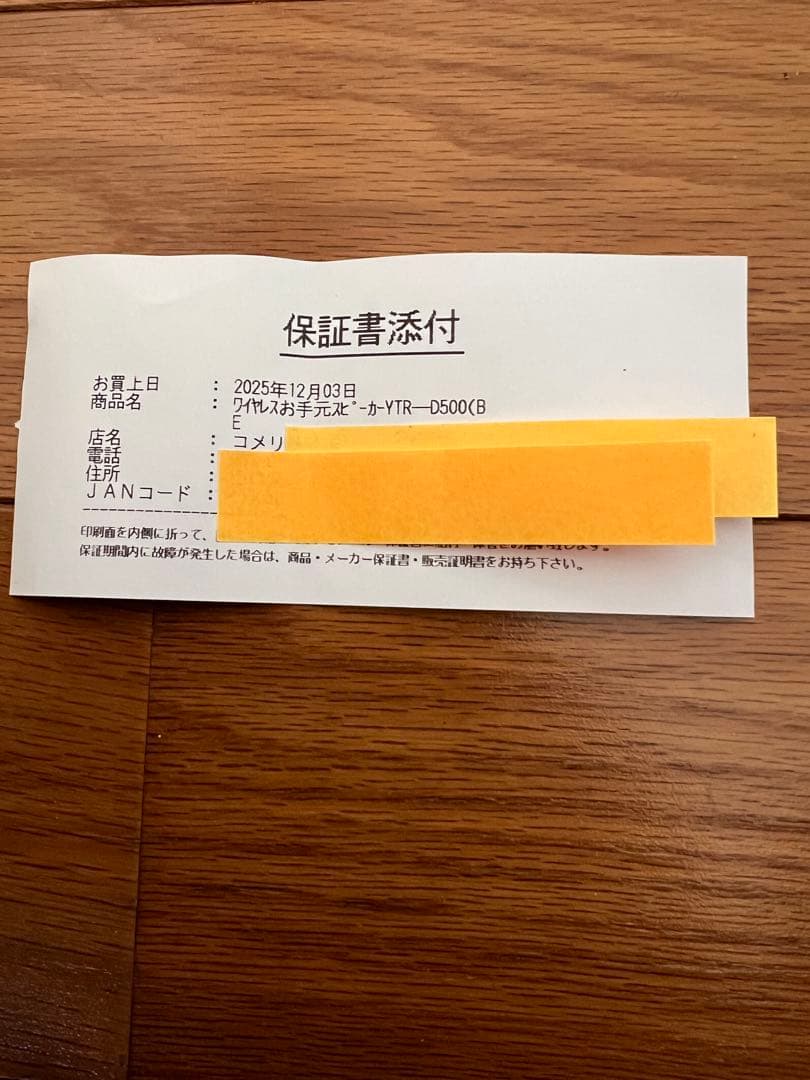 保証書添付
お買上日 : 2025年12月03日
商品名 : ﾜｲﾔﾚｽお手元ｽﾋﾟｰｶｰYTR―D500(B
E
店名 : コメリ
電話 :
住所 :
ＪＡＮコード :
印刷面を内側に折って、
保証期間内に故障が発生した場合は、商品・メーカー保証書・販売証明書をお持ち下さい。